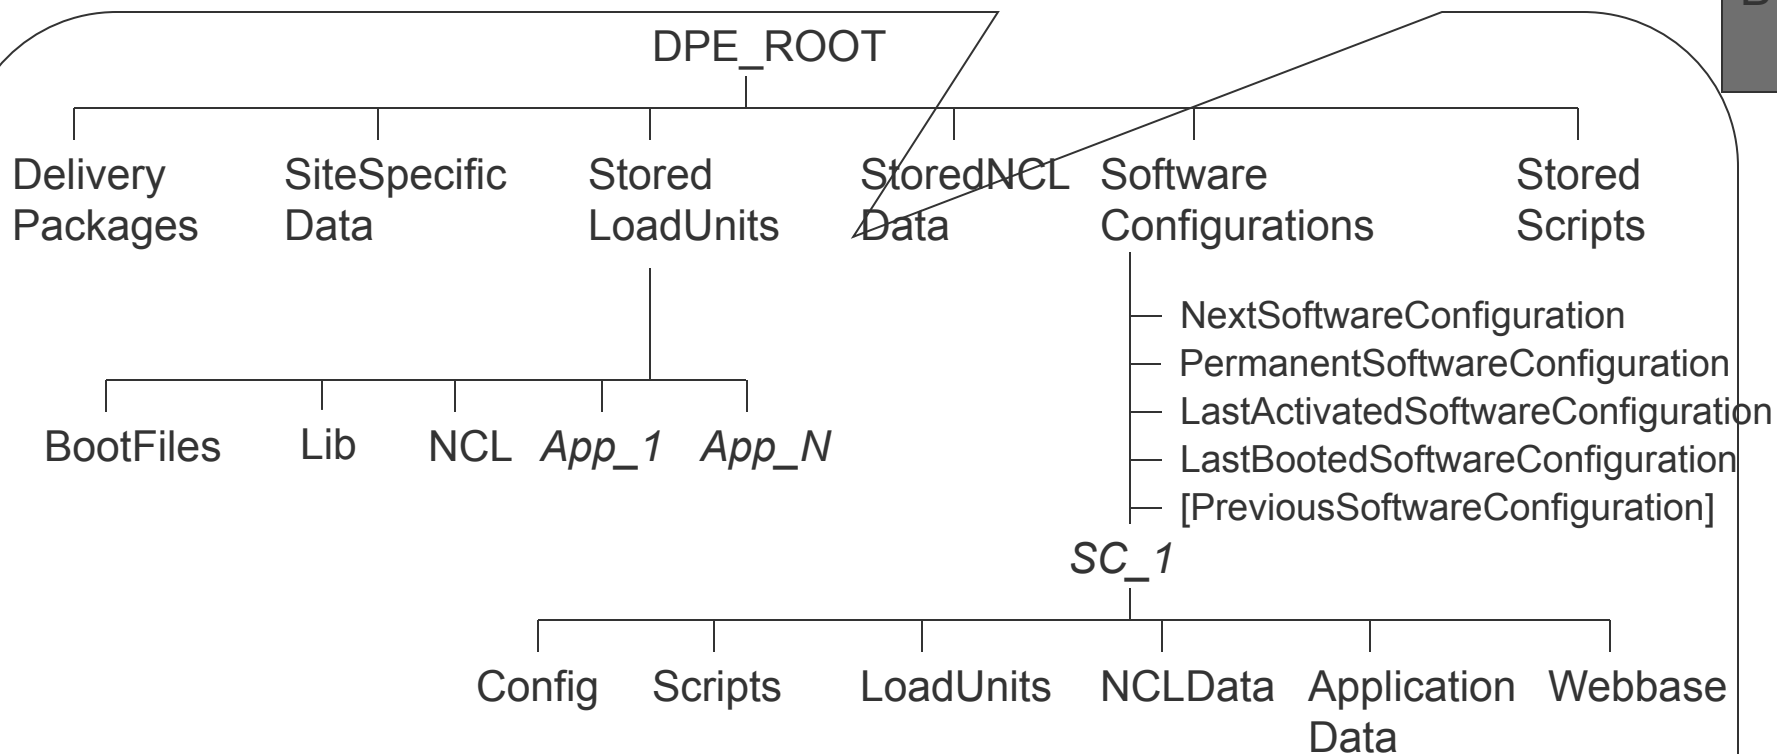 DPE_ROOT
Delivery
Packages
SiteSpecific
Data
Stored
LoadUnits
StoredNCL
Data
Software
Configurations
Stored
Scripts
NextSoftwareConfiguration
PermanentSoftwareConfiguration
LastActivatedSoftwareConfiguration
LastBootedSoftwareConfiguration
[PreviousSoftwareConfiguration]
BootFiles
Lib
NCL
App_1
App_N
SC_1
Config
Scripts
LoadUnits
NCLData
Application
Data
Webbase